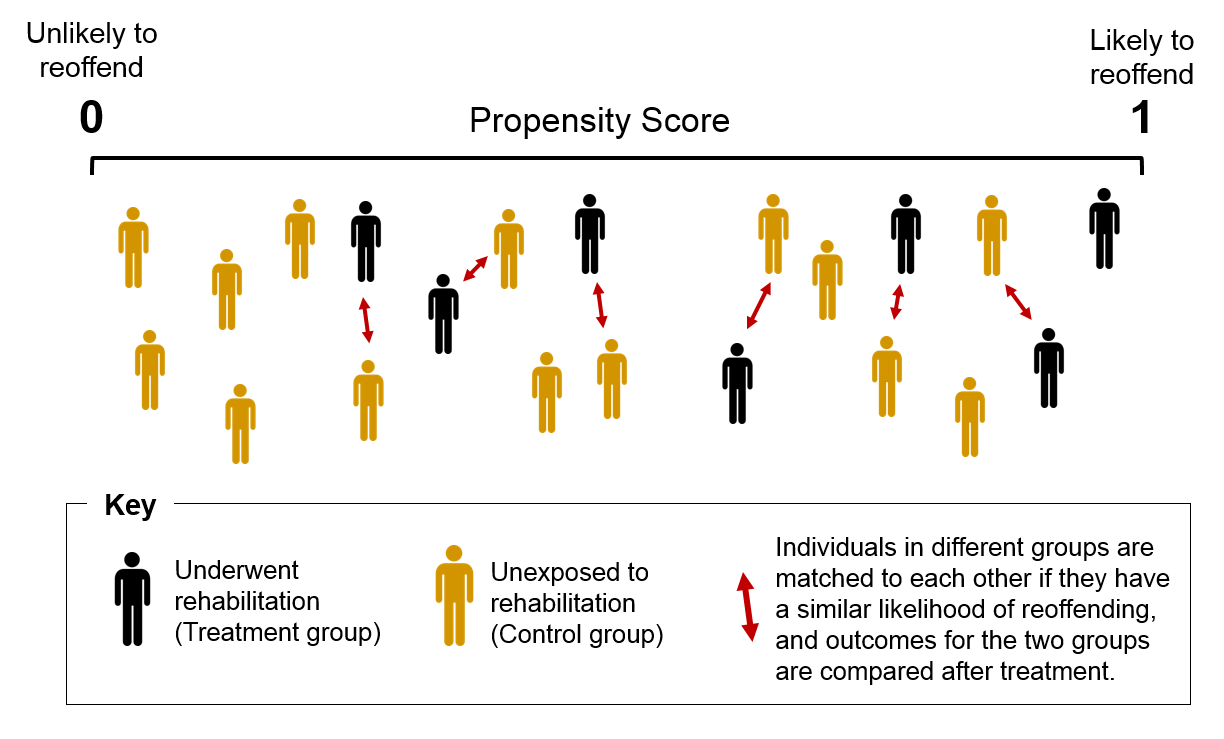 Unlikely to
reoffend
0
Propensity Score
Likely to
reoffend
1
Key
Underwent
rehabilitation
(Treatment group)
Unexposed to
rehabilitation
(Control group)
Individuals in different groups are
matched to each other if they have
a similar likelihood of reoffending,
and outcomes for the two groups
are compared after treatment.